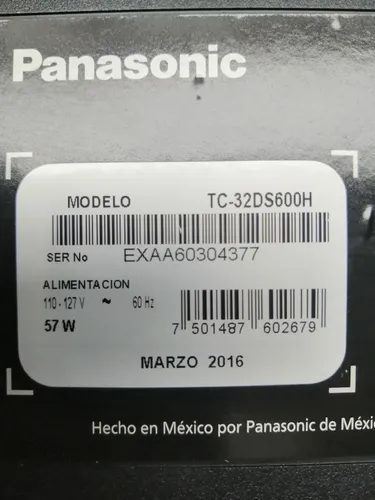 Panasonic
MODELO TC-32DS600H
SER No EXAA60304377
ALIMENTACION
110-127 V ~ 60 Hz
57 W
7 501487 602679
MARZO 2016
Hecho en México por Panasonic de Méxi